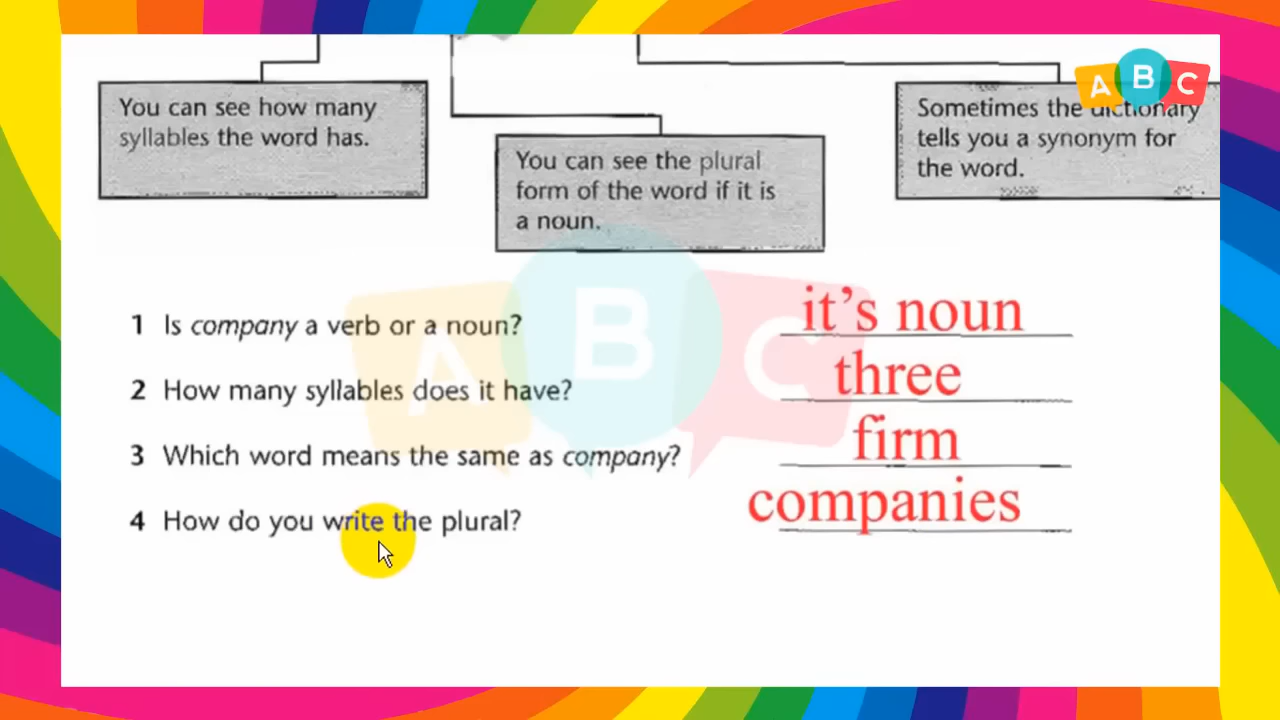 You can see how many
syllables the word has.
You can see the plural
form of the word if it is
a noun.
A B C
Sometimes the dictionary
tells you a synonym for
the word.
A B C
1 Is company a verb or a noun? it's noun
2 How many syllables does it have? three
3 Which word means the same as company? firm
4 How do you write the plural? companies